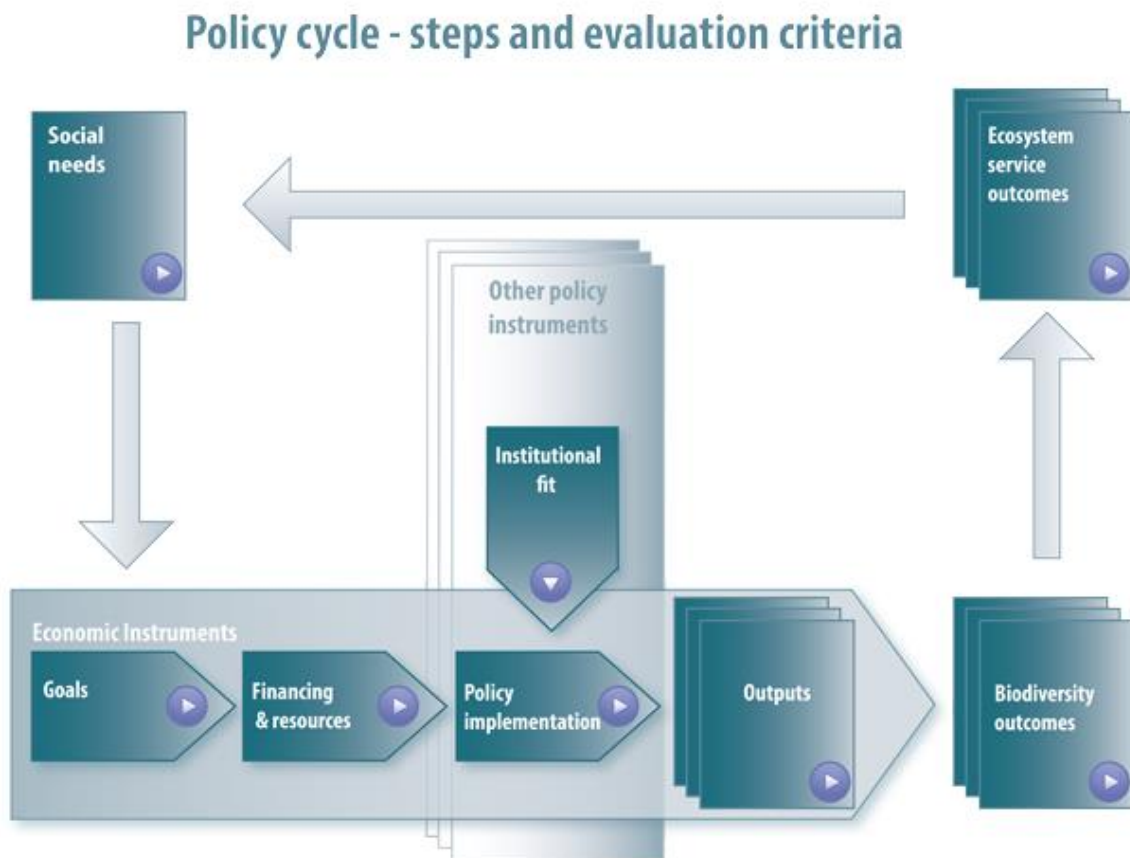 Policy cycle - steps and evaluation criteria
Social
needs
Ecosystem
service
outcomes
Other policy
instruments
Institutional
fit
Economic Instruments
Goals
Financing
& resources
Policy
implementation
Outputs
Biodiversity
outcomes